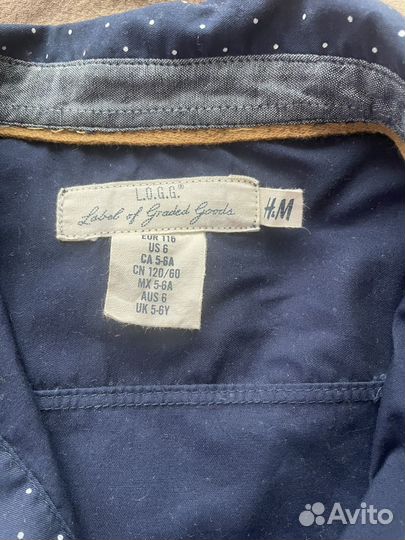 L.O.G.G.®
Label of Graded Goods
H&M
EUR 116
US 6
CA 5-6A
CN 120/60
MX 5-6A
AUS 6
UK 5-6Y
Avito